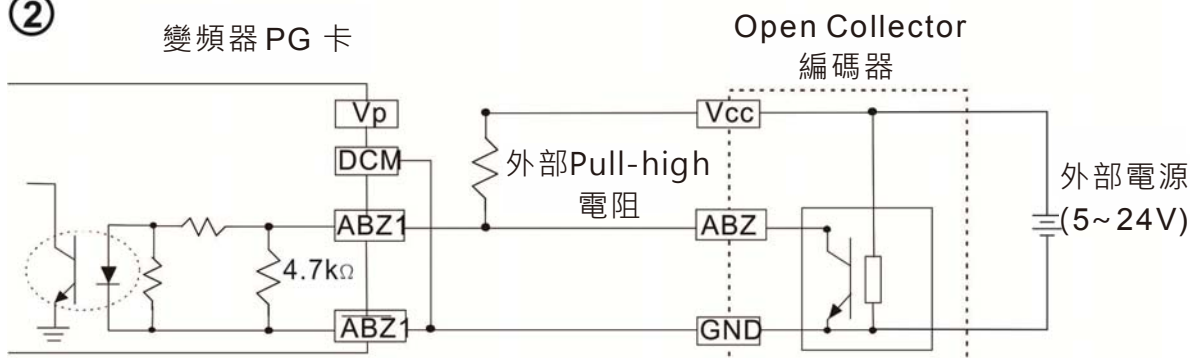 ②
變頻器 PG 卡
Open Collector
編碼器
Vp
Vcc
DCM
外部Pull-high
電阻
外部電源
(5~24V)
ABZ1
ABZ
4.7kΩ
A̅B̅Z̅1
GND